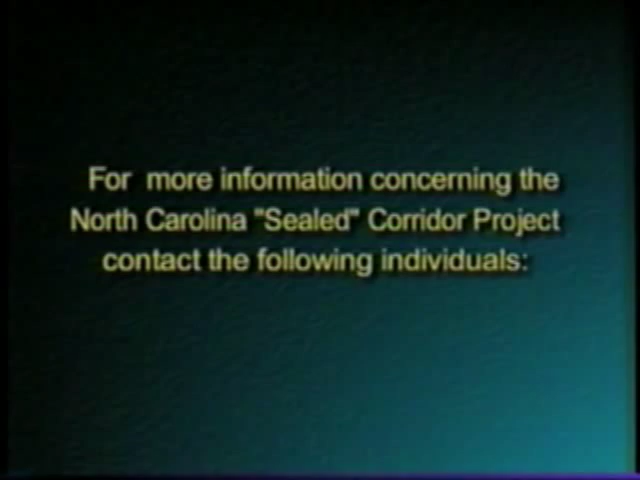 For more information concerning the
North Carolina "Sealed" Corridor Project
contact the following individuals: